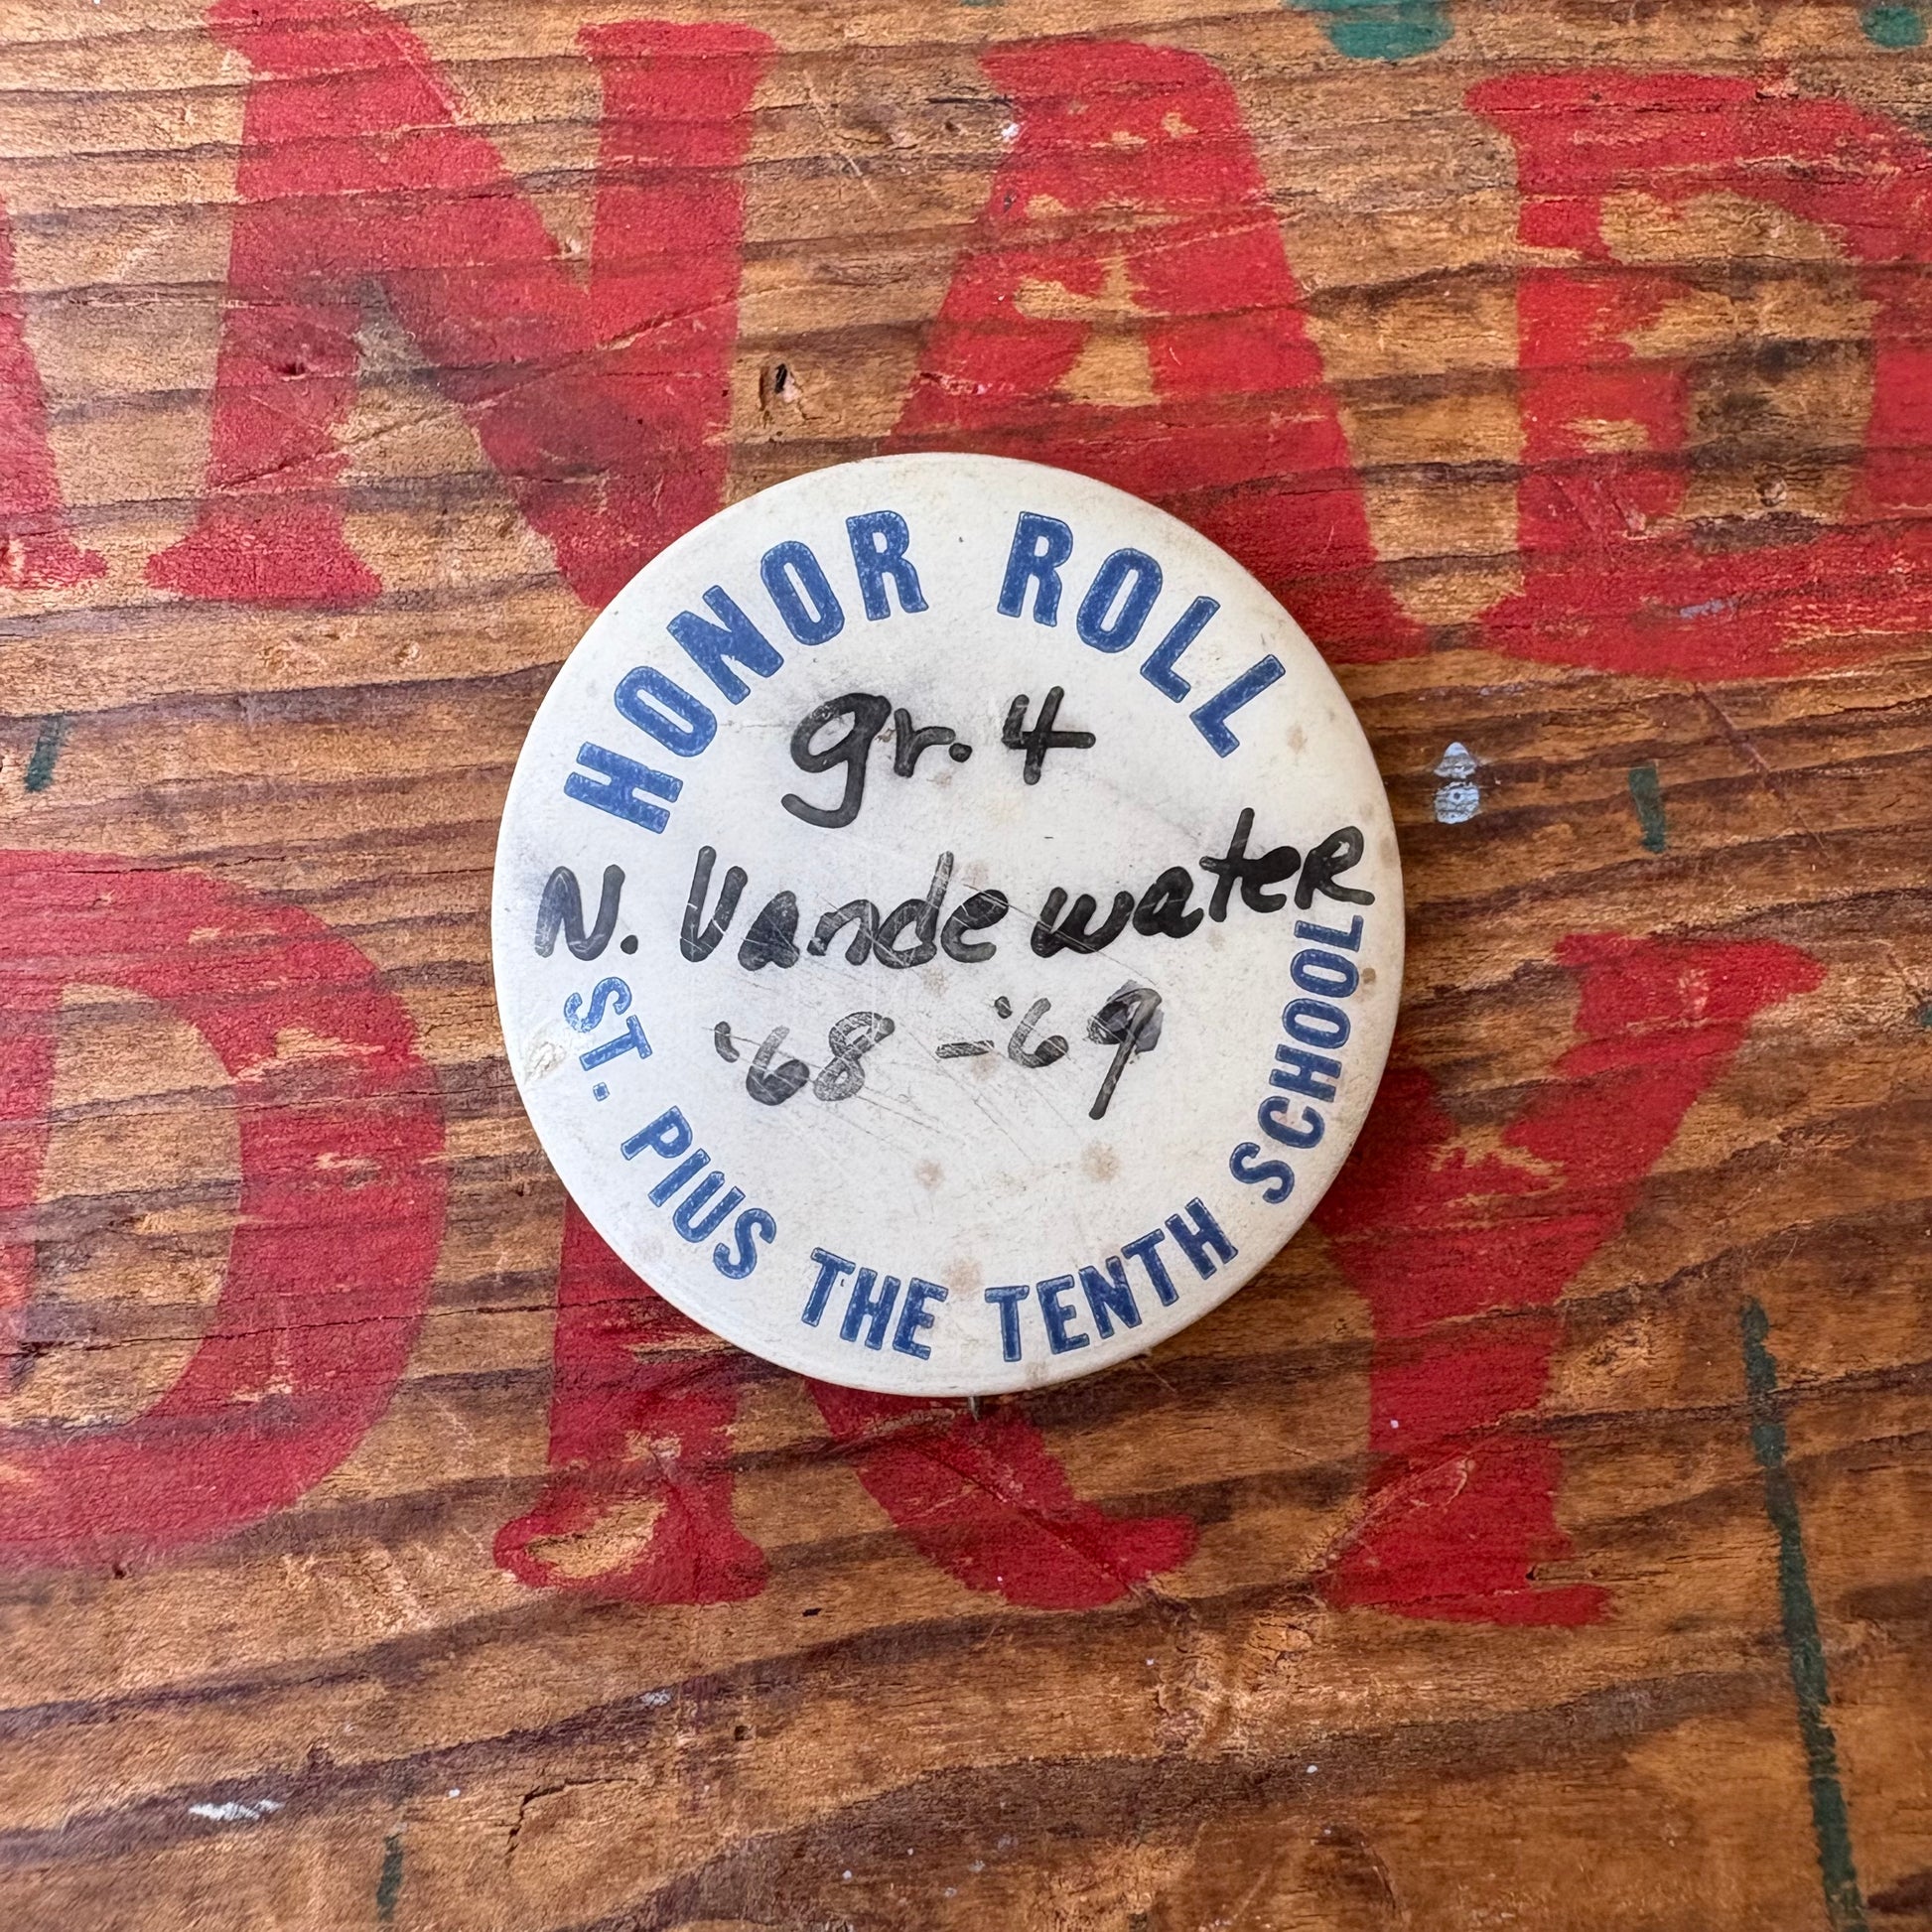 HONOR ROLL
gr. 4
N. Vandewater
'68 - '69
ST. PIUS THE TENTH SCHOOL